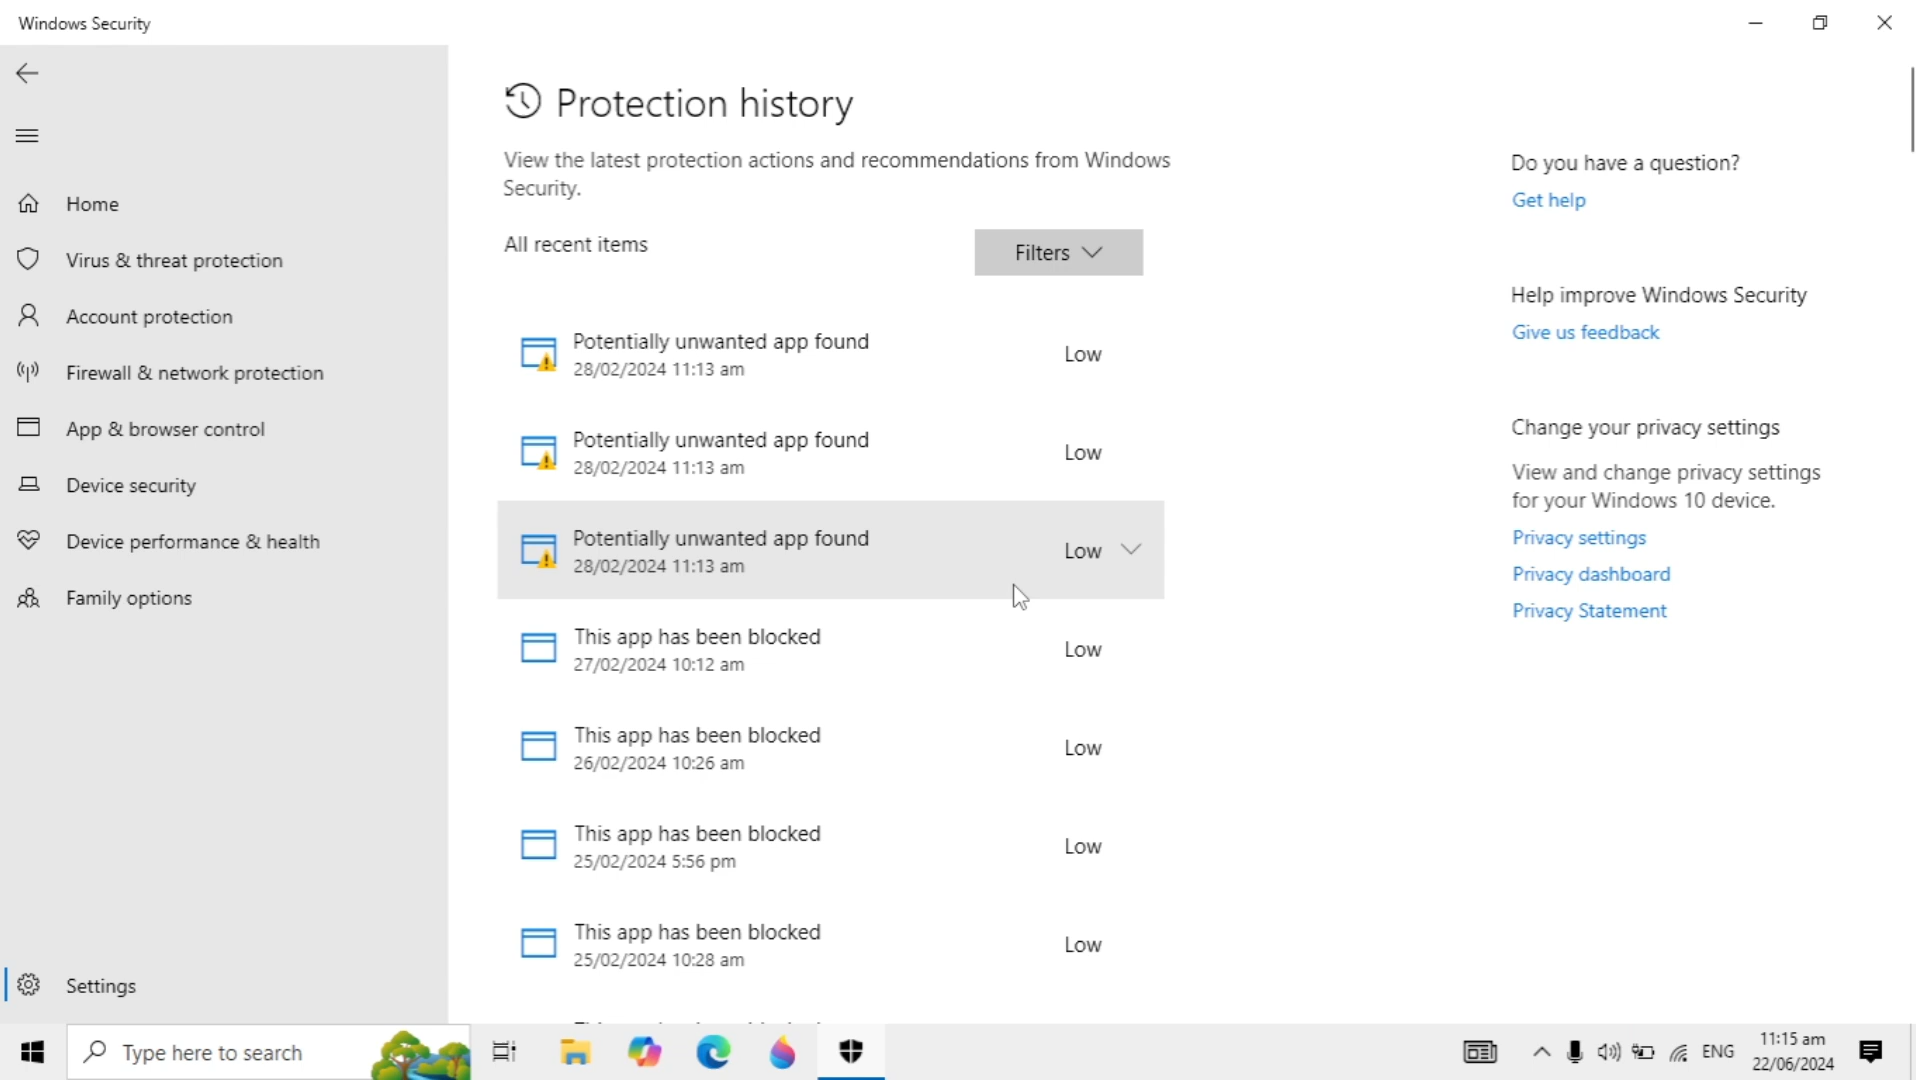 Windows Security
Home
Virus & threat protection
Account protection
Firewall & network protection
App & browser control
Device security
Device performance & health
Family options
Settings
Protection history
View the latest protection actions and recommendations from Windows
Security.
All recent items
Filters
Potentially unwanted app found
28/02/2024 11:13 am
Low
Potentially unwanted app found
28/02/2024 11:13 am
Low
Potentially unwanted app found
28/02/2024 11:13 am
Low
This app has been blocked
27/02/2024 10:12 am
Low
This app has been blocked
26/02/2024 10:26 am
Low
This app has been blocked
25/02/2024 5:56 pm
Low
This app has been blocked
25/02/2024 10:28 am
Low
Do you have a question?
Get help
Help improve Windows Security
Give us feedback
Change your privacy settings
View and change privacy settings
for your Windows 10 device.
Privacy settings
Privacy dashboard
Privacy Statement
Type here to search
ENG
11:15 am
22/06/2024